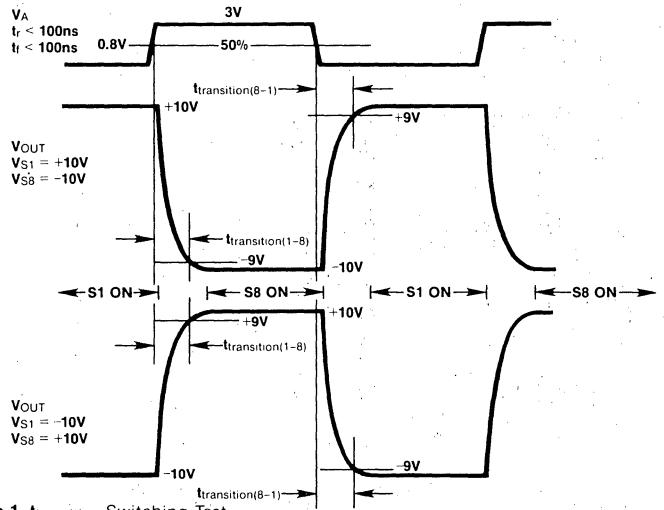 VA
tr < 100ns
tf < 100ns
3V
0.8V
50%
ttransition(8-1)
+10V
+9V
VOUT
VS1 = +10V
VS8 = -10V
ttransition(1-8)
-9V
-10V
S1 ON
S8 ON
S1 ON
S8 ON
+10V
+9V
ttransition(1-8)
VOUT
VS1 = -10V
VS8 = +10V
-10V
-9V
ttransition(8-1)
Switching Test